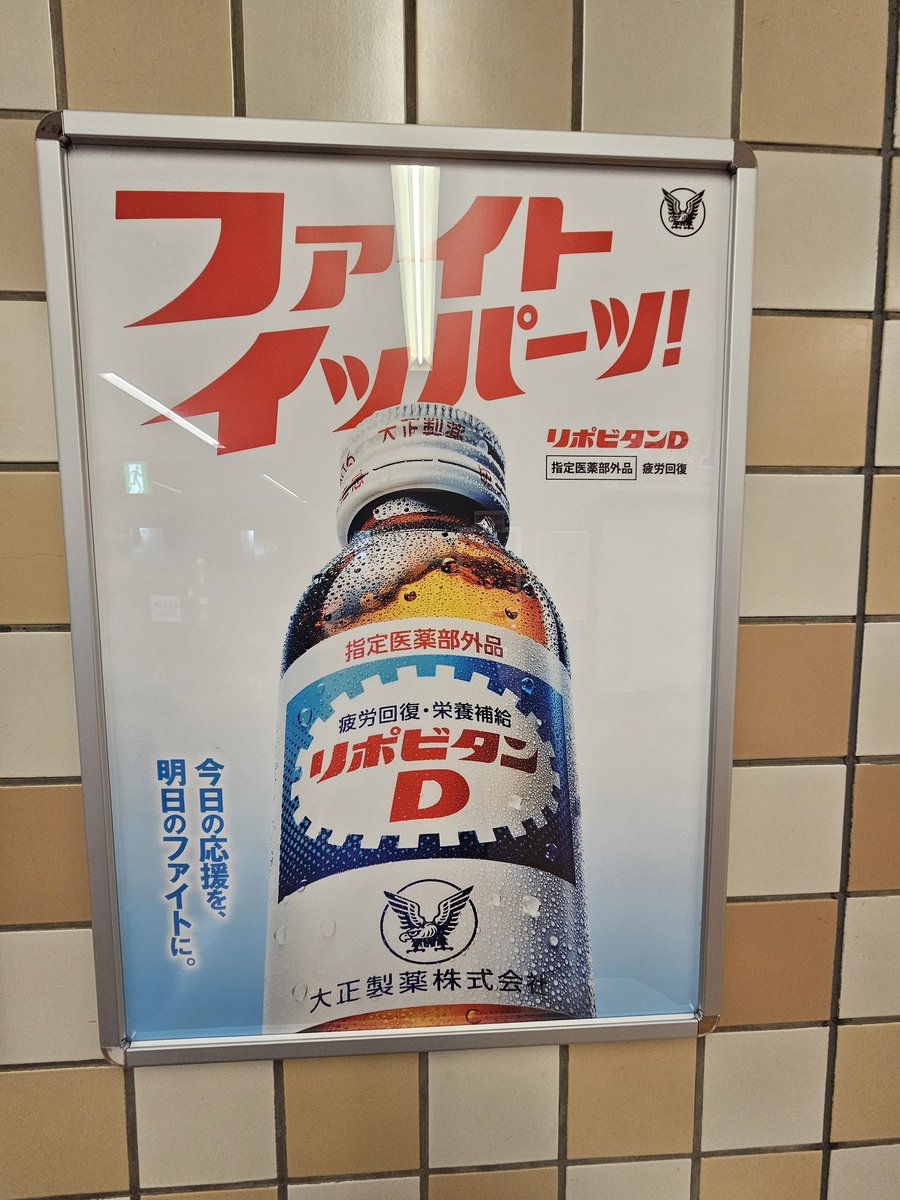 ファイト
イッパーツ!
リポビタンD
指定医薬部外品 疲労回復
大正製薬
指定医薬部外品
疲労回復・栄養補給
リポビタン
D
大正製薬株式会社
今日の応援を、
明日のファイトに。